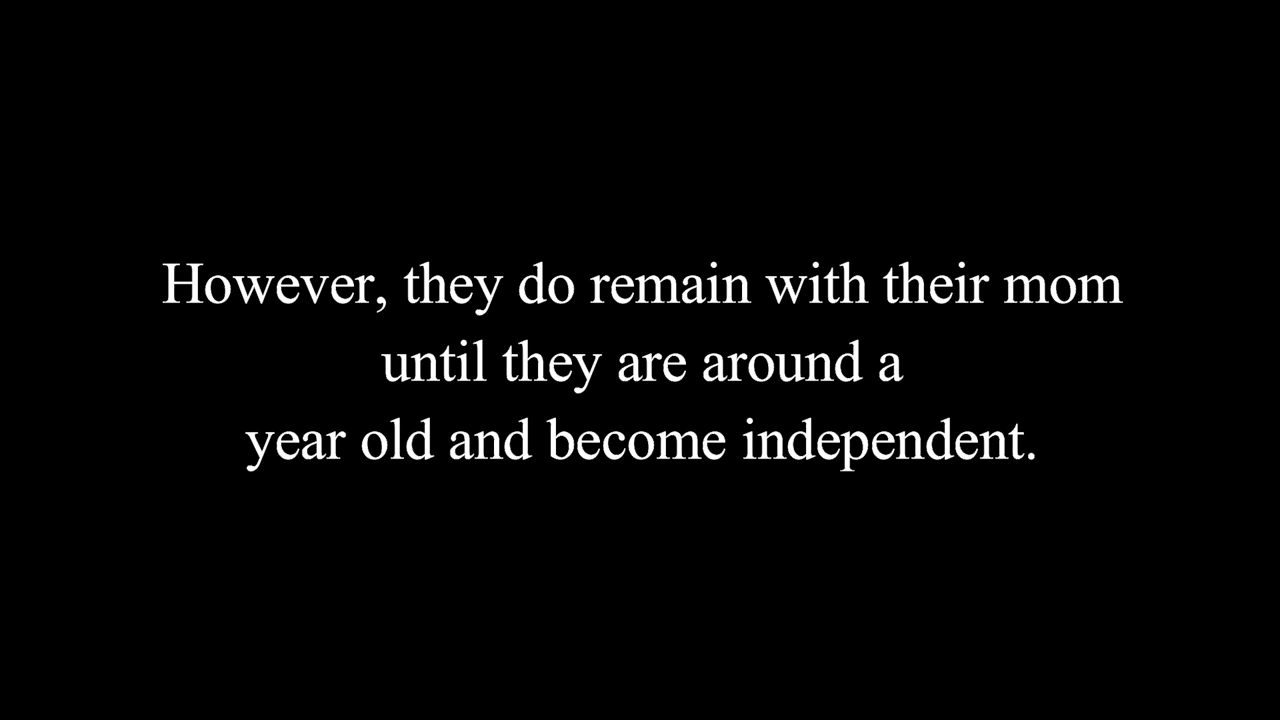 However, they do remain with their mom
until they are around a
year old and become independent.